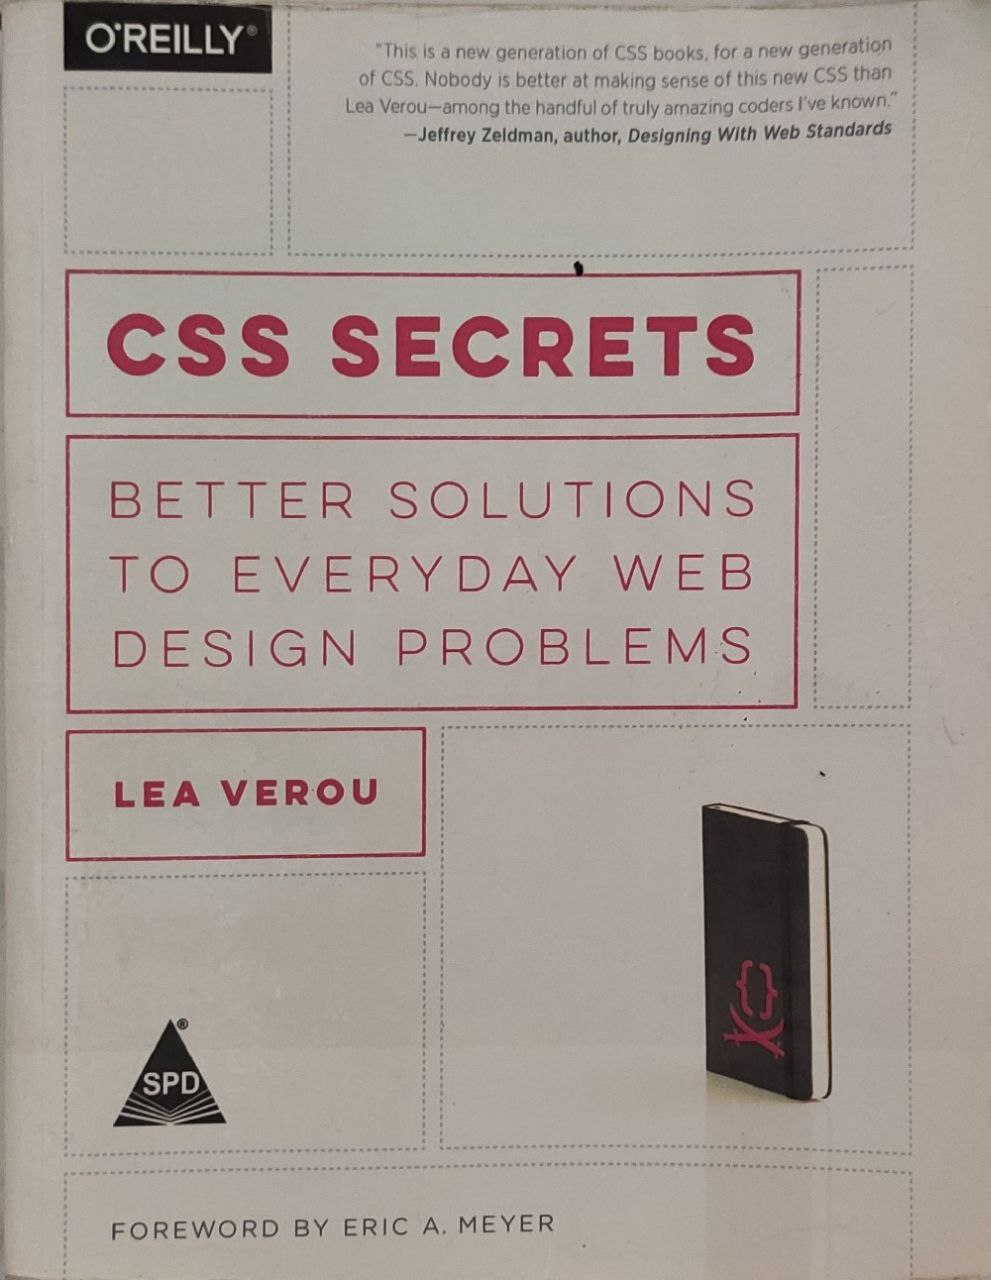 O'REILLY®
"This is a new generation of CSS books, for a new generation
of CSS. Nobody is better at making sense of this new CSS than
Lea Verou—among the handful of truly amazing coders I've known."
—Jeffrey Zeldman, author, Designing With Web Standards
CSS SECRETS
BETTER SOLUTIONS
TO EVERYDAY WEB
DESIGN PROBLEMS
LEA VEROU
{}
SPD®
FOREWORD BY ERIC A. MEYER